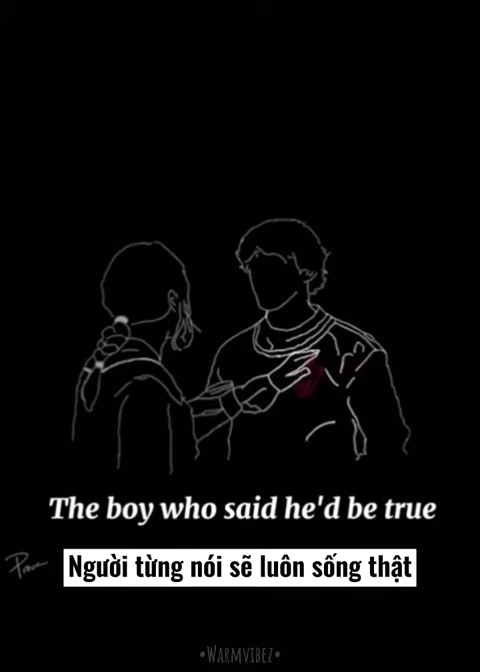 The boy who said he'd be true
Người từng nói sẽ luôn sống thật
•WARMVIBEZ•